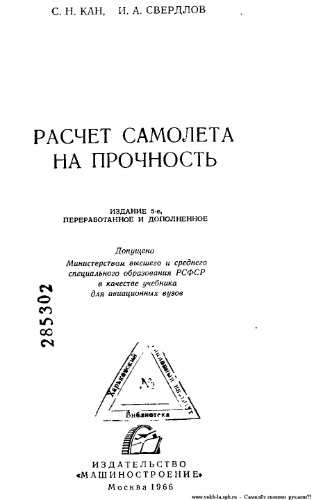 С. Н. КАН, И. А. СВЕРДЛОВ
РАСЧЕТ САМОЛЕТА
НА ПРОЧНОСТЬ
ИЗДАНИЕ 5-е,
ПЕРЕРАБОТАННОЕ И ДОПОЛНЕННОЕ
Допущено
Министерством высшего и среднего
специального образования РСФСР
в качестве учебника
для авиационных вузов
285302
Харьковский
институт
№
Библиотека
ИЗДАТЕЛЬСТВО
«МАШИНОСТРОЕНИЕ»
Москва 1966
www.vokb-la.spb.ru - Самолёт своими руками?!